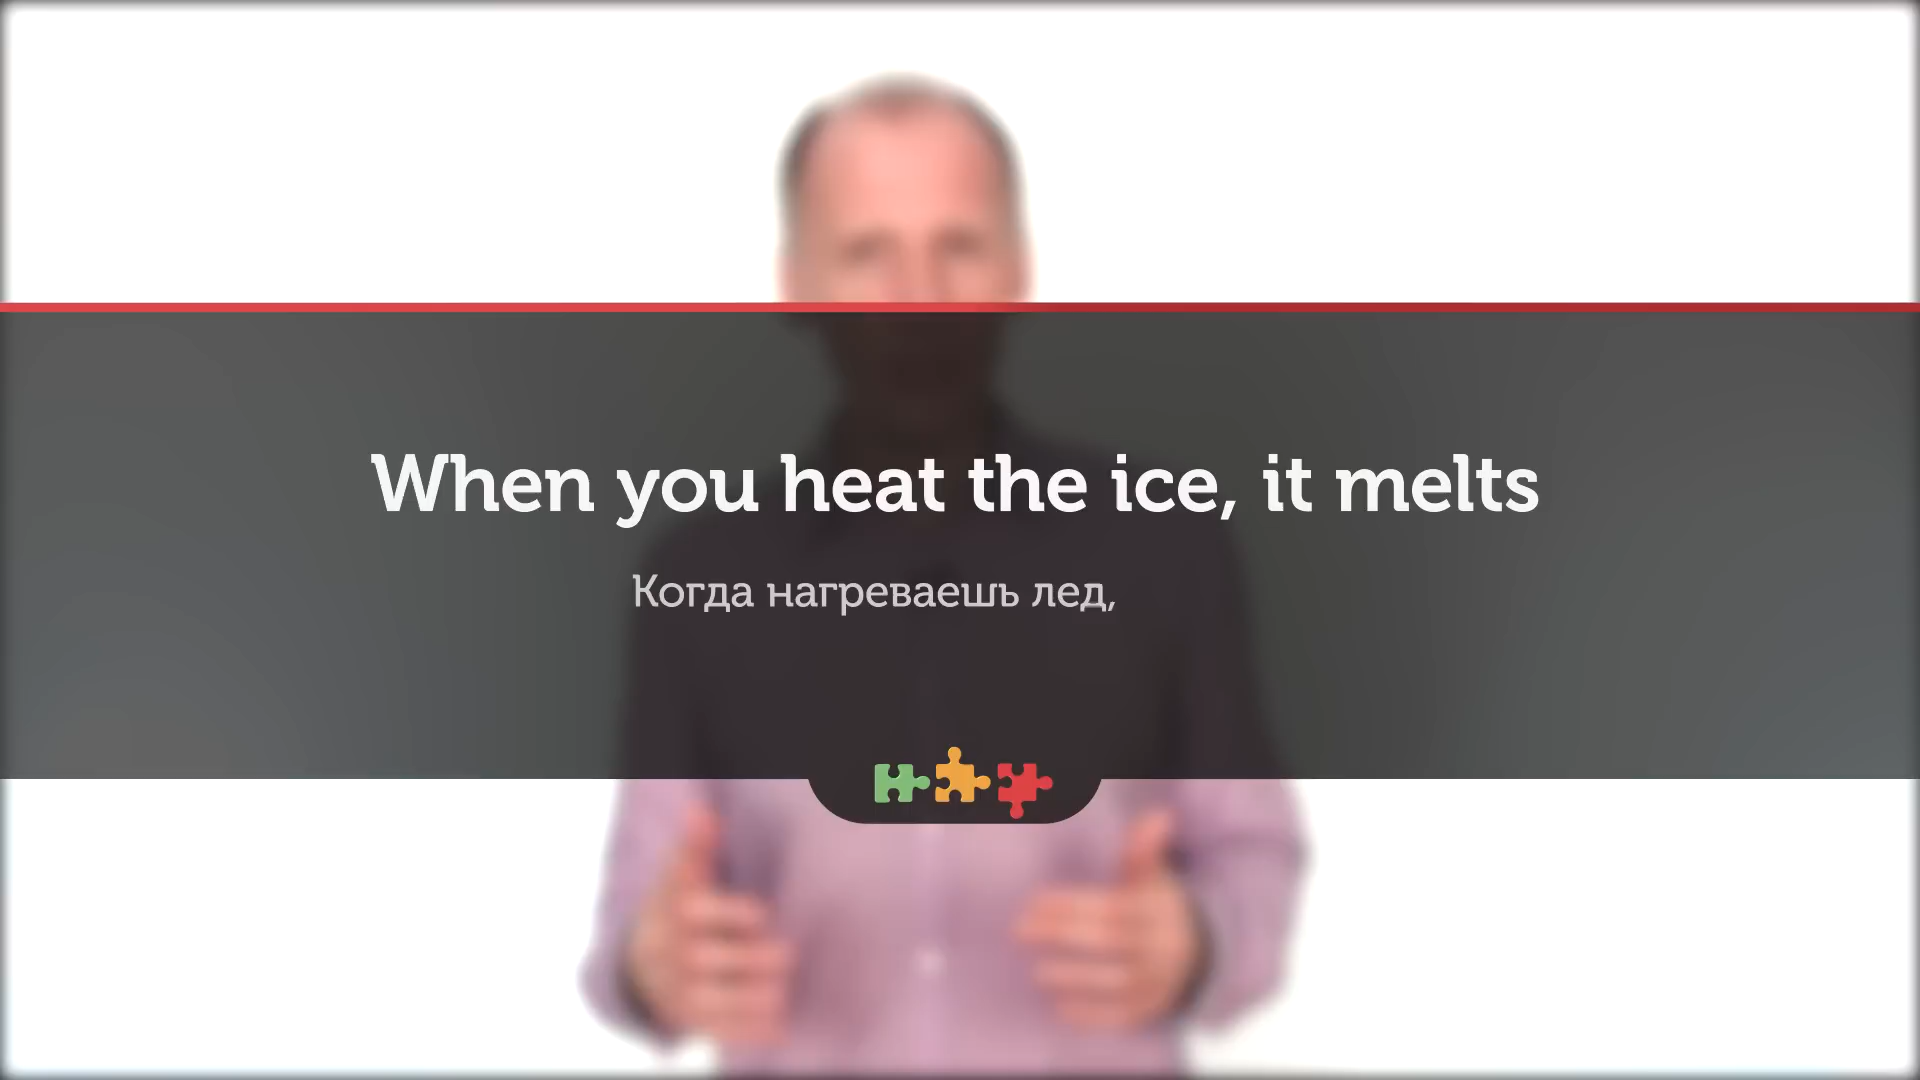 When you heat the ice, it melts
Когда нагреваешь лед,